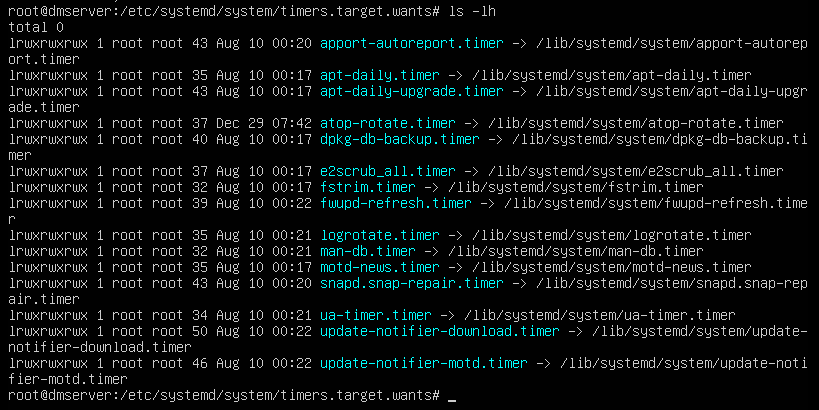 root@dmserver:/etc/systemd/system/timers.target.wants# ls -lh
total 0
lrwxrwxrwx 1 root root 43 Aug 10 00:20 apport-autoreport.timer -> /lib/systemd/system/apport-autorep
ort.timer
lrwxrwxrwx 1 root root 35 Aug 10 00:17 apt-daily.timer -> /lib/systemd/system/apt-daily.timer
lrwxrwxrwx 1 root root 43 Aug 10 00:17 apt-daily-upgrade.timer -> /lib/systemd/system/apt-daily-upgr
ade.timer
lrwxrwxrwx 1 root root 37 Dec 29 07:42 atop-rotate.timer -> /lib/systemd/system/atop-rotate.timer
lrwxrwxrwx 1 root root 40 Aug 10 00:17 dpkg-db-backup.timer -> /lib/systemd/system/dpkg-db-backup.ti
mer
lrwxrwxrwx 1 root root 37 Aug 10 00:17 e2scrub_all.timer -> /lib/systemd/system/e2scrub_all.timer
lrwxrwxrwx 1 root root 32 Aug 10 00:17 fstrim.timer -> /lib/systemd/system/fstrim.timer
lrwxrwxrwx 1 root root 39 Aug 10 00:22 fwupd-refresh.timer -> /lib/systemd/system/fwupd-refresh.time
r
lrwxrwxrwx 1 root root 35 Aug 10 00:21 logrotate.timer -> /lib/systemd/system/logrotate.timer
lrwxrwxrwx 1 root root 32 Aug 10 00:21 man-db.timer -> /lib/systemd/system/man-db.timer
lrwxrwxrwx 1 root root 35 Aug 10 00:17 motd-news.timer -> /lib/systemd/system/motd-news.timer
lrwxrwxrwx 1 root root 43 Aug 10 00:20 snapd.snap-repair.timer -> /lib/systemd/system/snapd.snap-rep
air.timer
lrwxrwxrwx 1 root root 34 Aug 10 00:21 ua-timer.timer -> /lib/systemd/system/ua-timer.timer
lrwxrwxrwx 1 root root 50 Aug 10 00:22 update-notifier-download.timer -> /lib/systemd/system/update-
notifier-download.timer
lrwxrwxrwx 1 root root 46 Aug 10 00:22 update-notifier-motd.timer -> /lib/systemd/system/update-noti
fier-motd.timer
root@dmserver:/etc/systemd/system/timers.target.wants# _